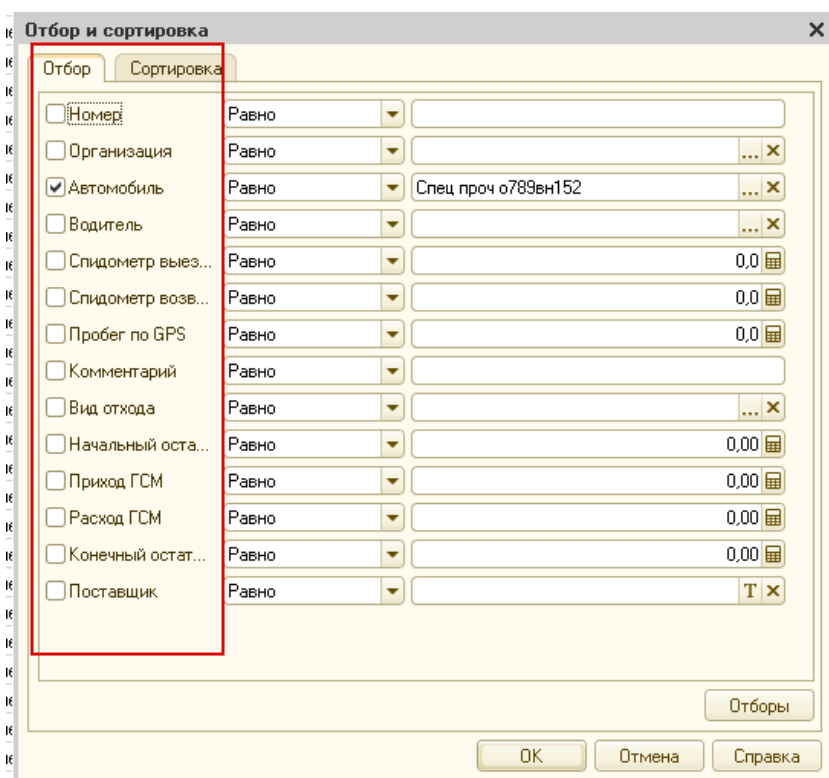 Отбор и сортировка
Отбор Сортировка
Номер Равно
Организация Равно ...
Автомобиль Равно Спец проч о789вн152 ...
Водитель Равно ...
Спидометр выез... Равно 0,0
Спидометр возв... Равно 0,0
Пробег по GPS Равно 0,0
Комментарий Равно
Вид отхода Равно ...
Начальный оста... Равно 0,00
Приход ГСМ Равно 0,00
Расход ГСМ Равно 0,00
Конечный остат... Равно 0,00
Поставщик Равно T
Отборы
OK Отмена Справка